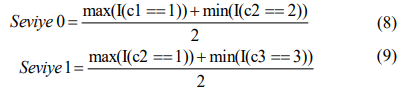 Seviye 0 = max(I(c1 == 1)) + min(I(c2 == 2)) / 2 (8)
Seviye 1 = max(I(c2 == 1)) + min(I(c3 == 3)) / 2 (9)